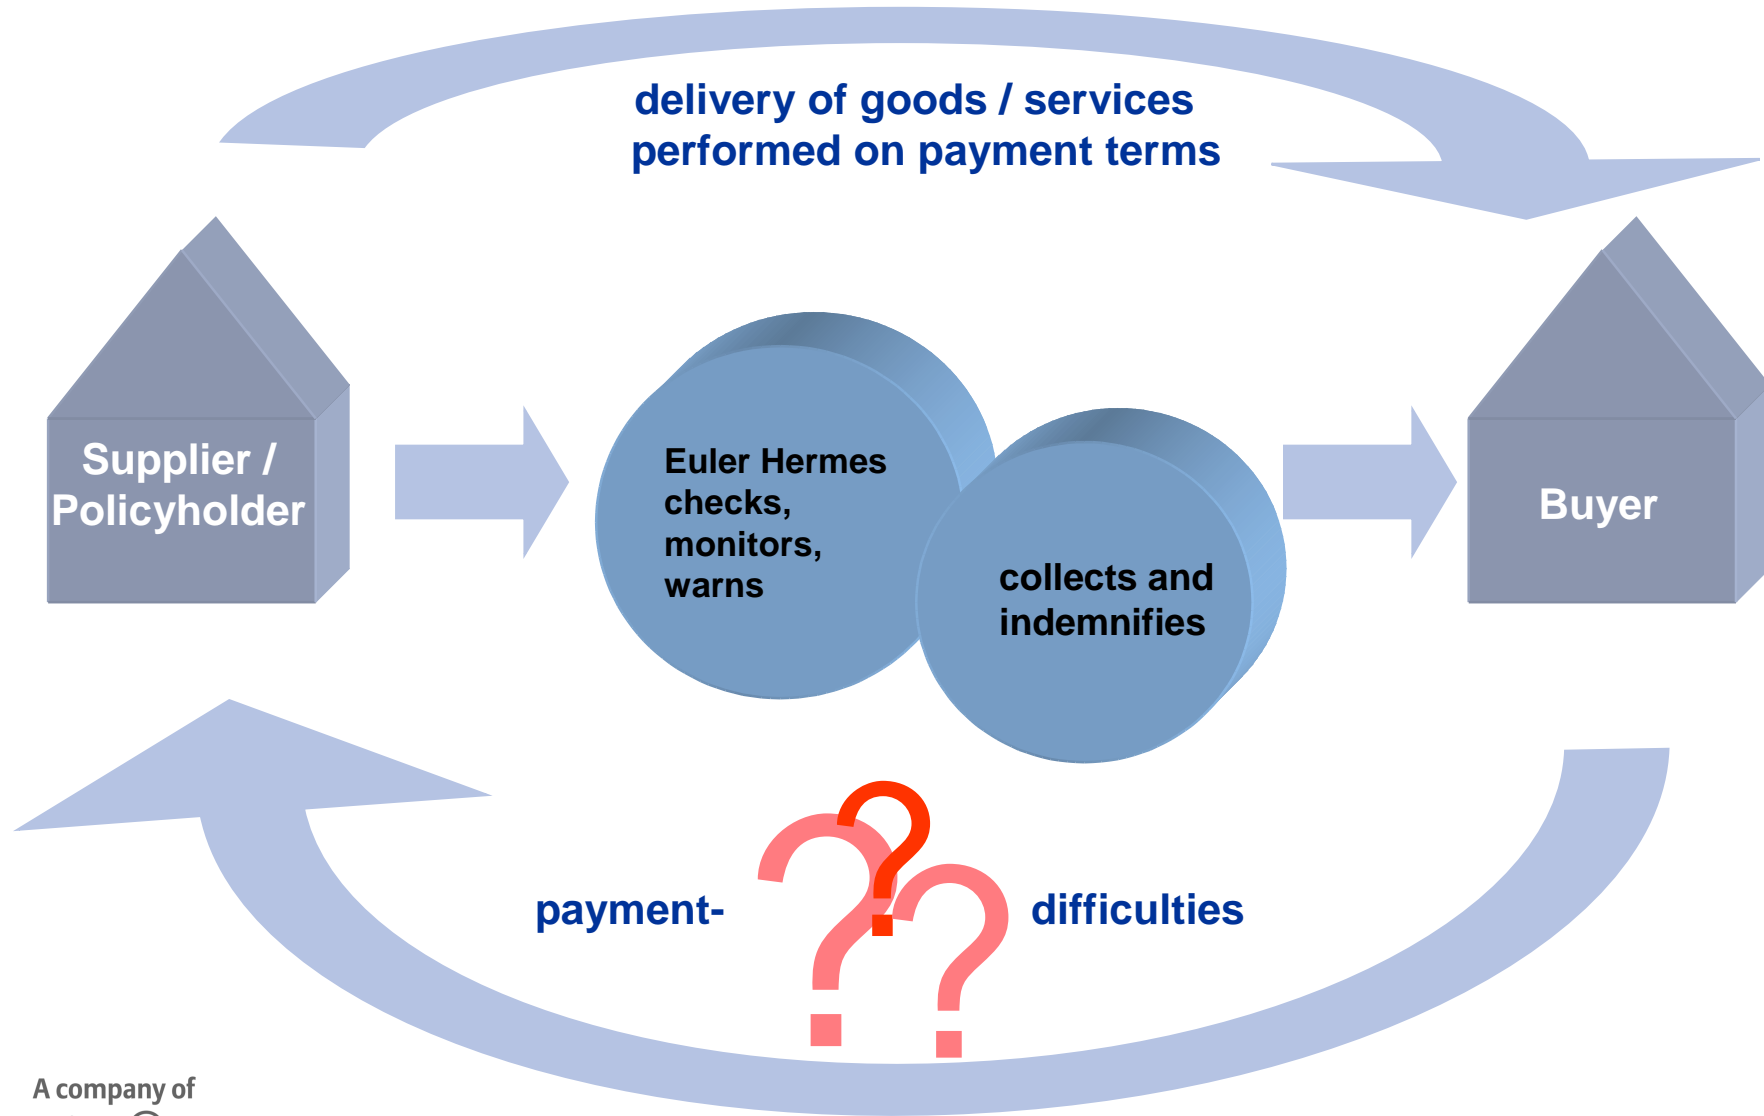 delivery of goods / services
performed on payment terms
Supplier /
Policyholder
Euler Hermes
checks,
monitors,
warns
collects and
indemnifies
Buyer
payment-
???
difficulties
A company of